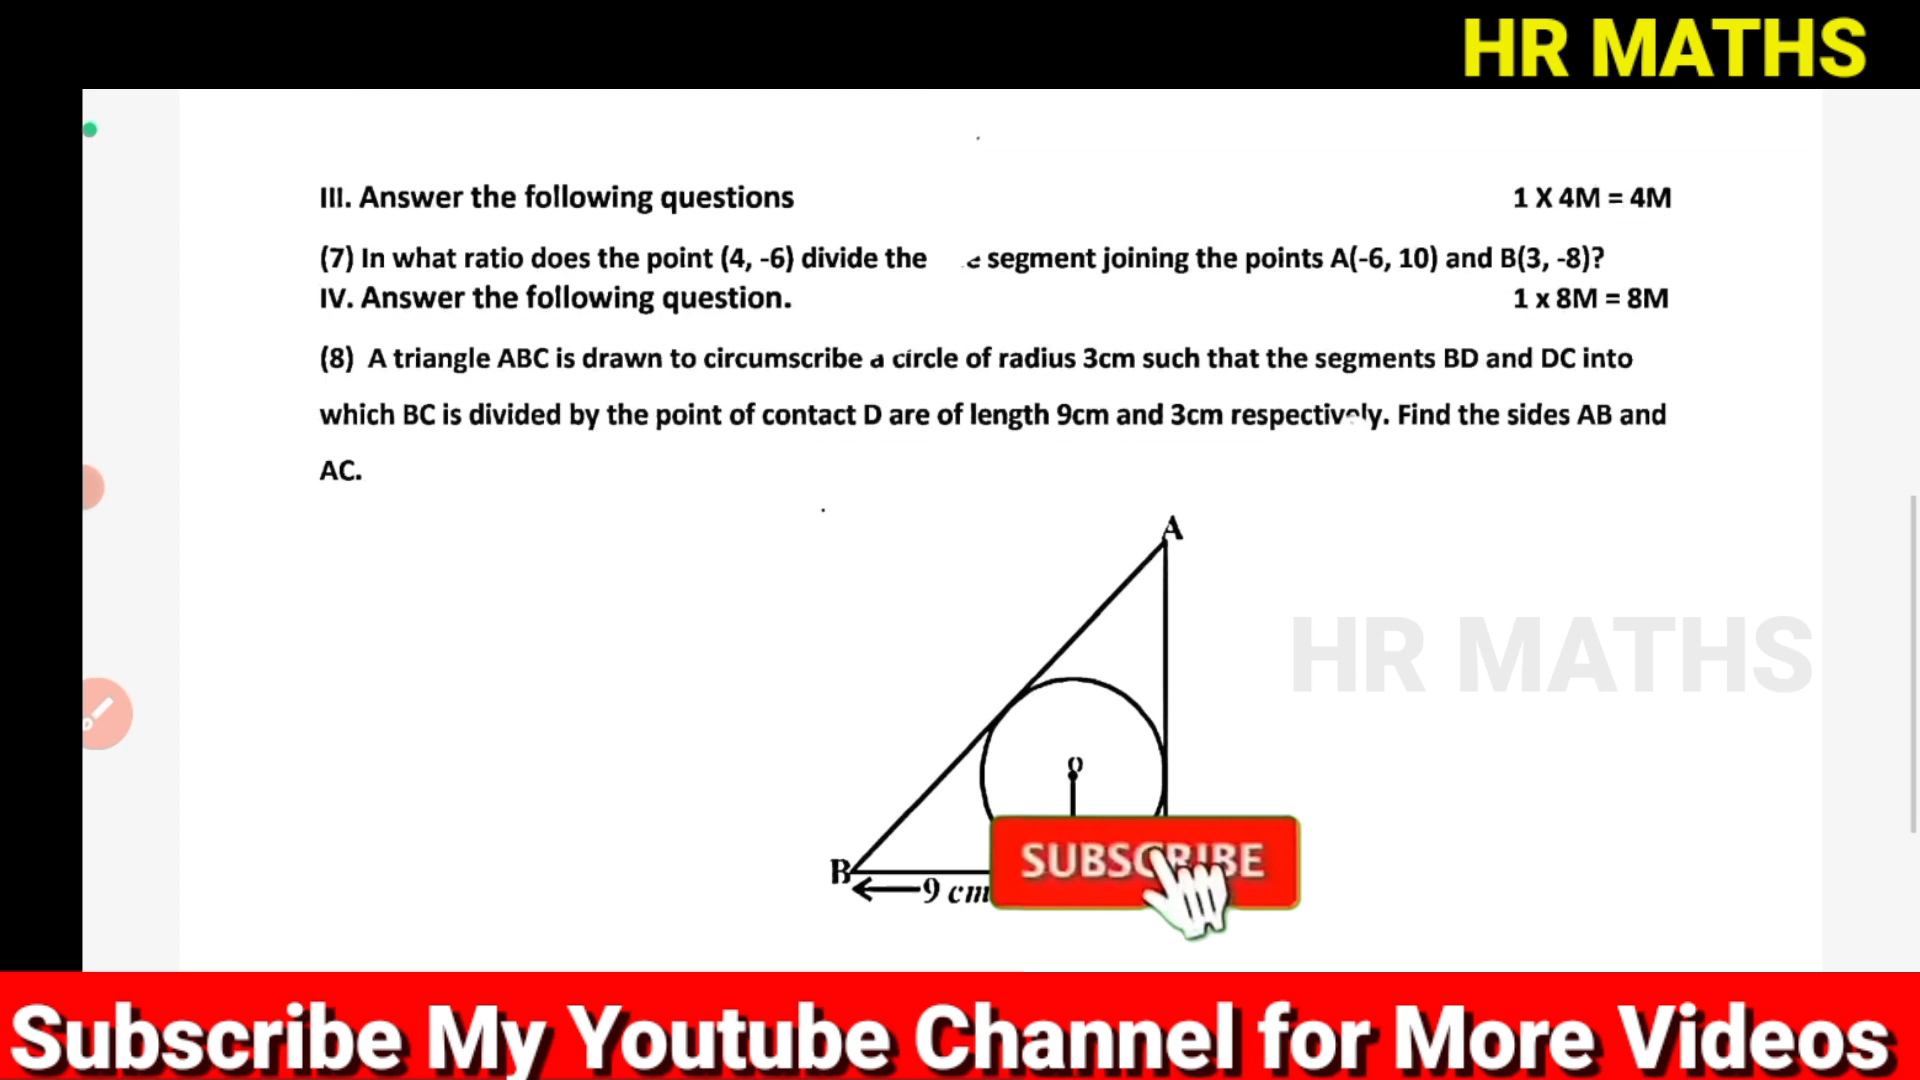 HR MATHS
III. Answer the following questions 1 X 4M = 4M
(7) In what ratio does the point (4, -6) divide the segment joining the points A(-6, 10) and B(3, -8)?
IV. Answer the following question. 1 x 8M = 8M
(8) A triangle ABC is drawn to circumscribe a circle of radius 3cm such that the segments BD and DC into
which BC is divided by the point of contact D are of length 9cm and 3cm respectively. Find the sides AB and
AC.
A
HR MATHS
O
B
9 cm
SUBSCRIBE
Subscribe My Youtube Channel for More Videos